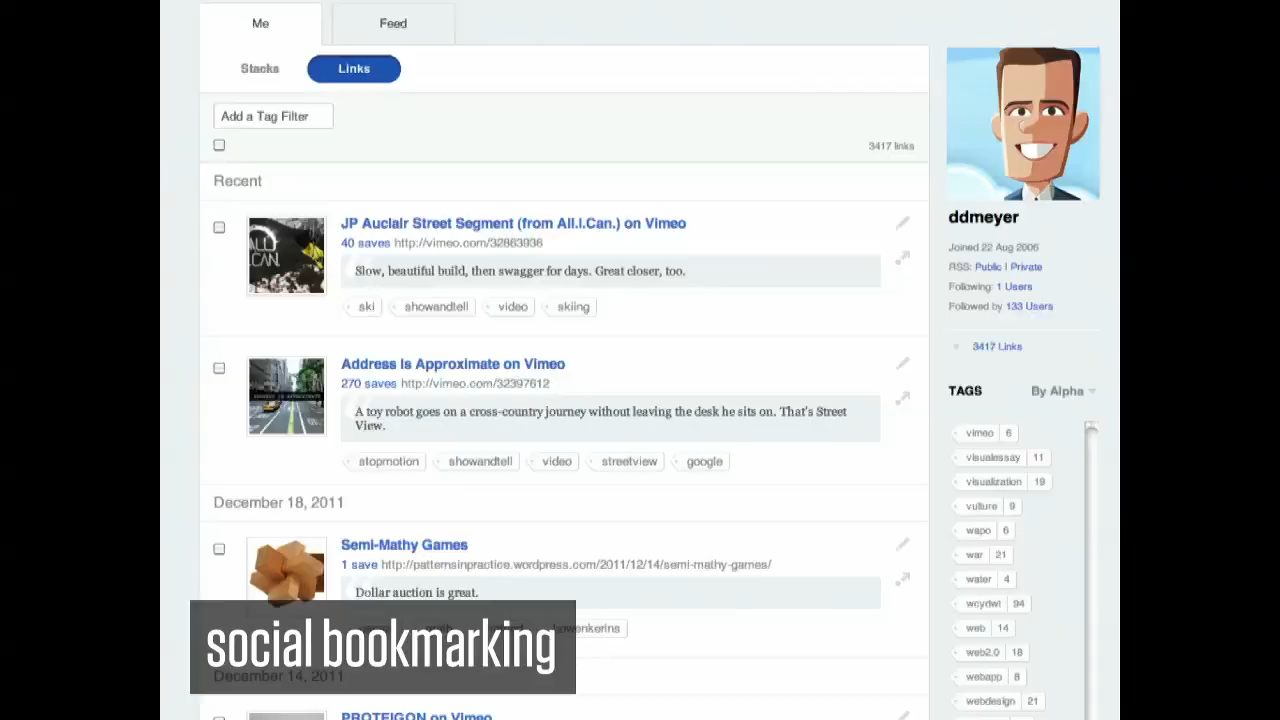 Me
Feed
Stacks
Links
Add a Tag Filter
3417 links
Recent
JP Auclair Street Segment (from All.I.Can.) on Vimeo
40 saves http://vimeo.com/32863936
Slow, beautiful build, then swagger for days. Great closer, too.
ski showandtell video skiing
Address Is Approximate on Vimeo
270 saves http://vimeo.com/32397612
A toy robot goes on a cross-country journey without leaving the desk he sits on. That's Street
View.
stopmotion showandtell video streetview google
December 18, 2011
Semi-Mathy Games
1 save http://patternsinpractice.wordpress.com/2011/12/14/semi-mathy-games/
Dollar auction is great.
bowenkerins
social bookmarking
December 14, 2011
PROTEIGON on Vimeo
ddmeyer
Joined 22 Aug 2006
RSS: Public | Private
Following: 1 Users
Followed by 133 Users
3417 Links
TAGS
By Alpha
vimeo 6
visualessay 11
visualization 19
vulture 9
wapo 6
war 21
water 4
wcydwt 94
web 14
web2.0 18
webapp 8
webdesign 21